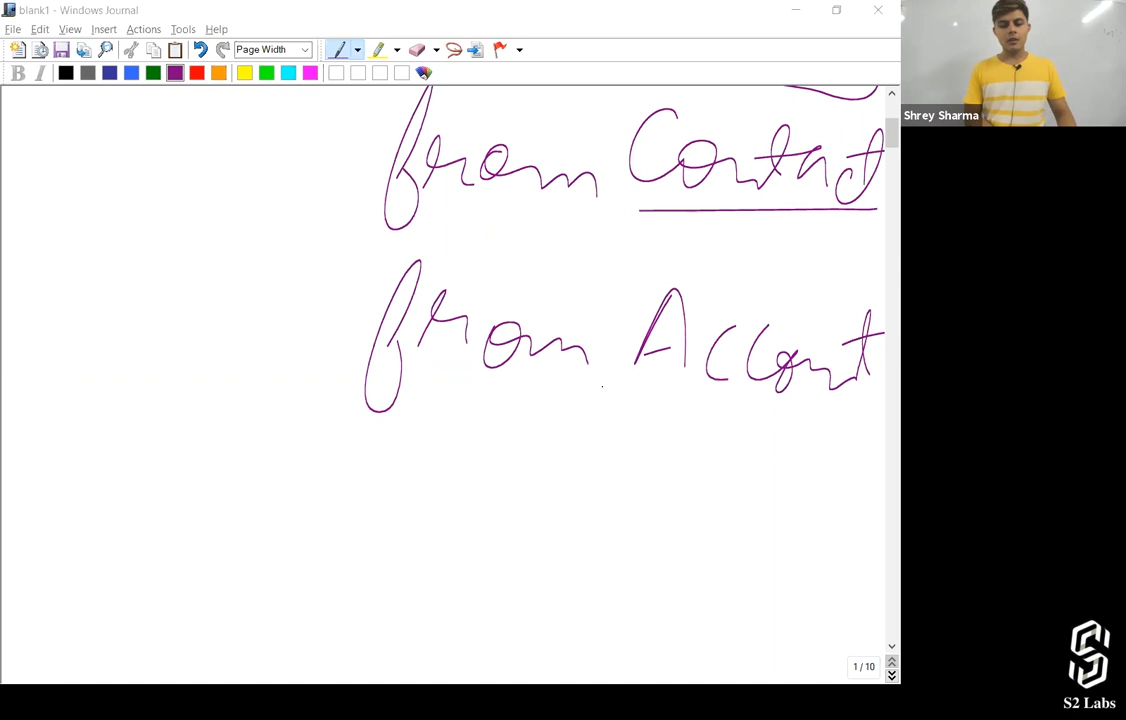 blank1 - Windows Journal
File Edit View Insert Actions Tools Help
Page Width
B I
Shrey Sharma
from Contact
from Account
1 / 10
S2 Labs